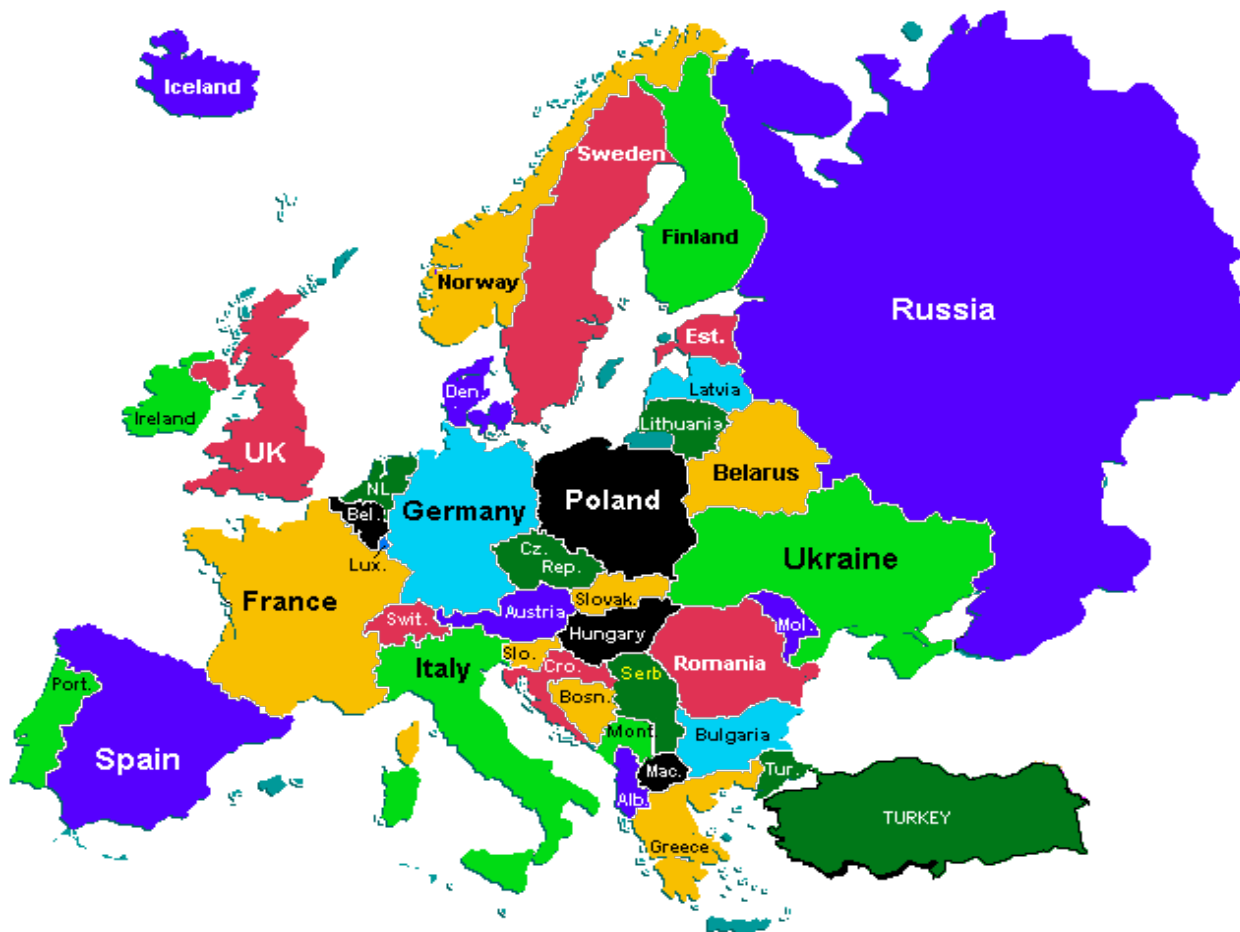 Iceland
Sweden
Finland
Norway
Russia
Est.
Den.
Latvia
Ireland
Lithuania
UK
Belarus
NL
Poland
Bel.
Germany
Cz.
Rep.
Ukraine
Lux.
France
Slovak.
Austria
Swit.
Hungary
Mol.
Slo.
Cro.
Italy
Romania
Serb
Port.
Bosn.
Mont.
Bulgaria
Spain
Mac.
Tur.
Alb.
TURKEY
Greece